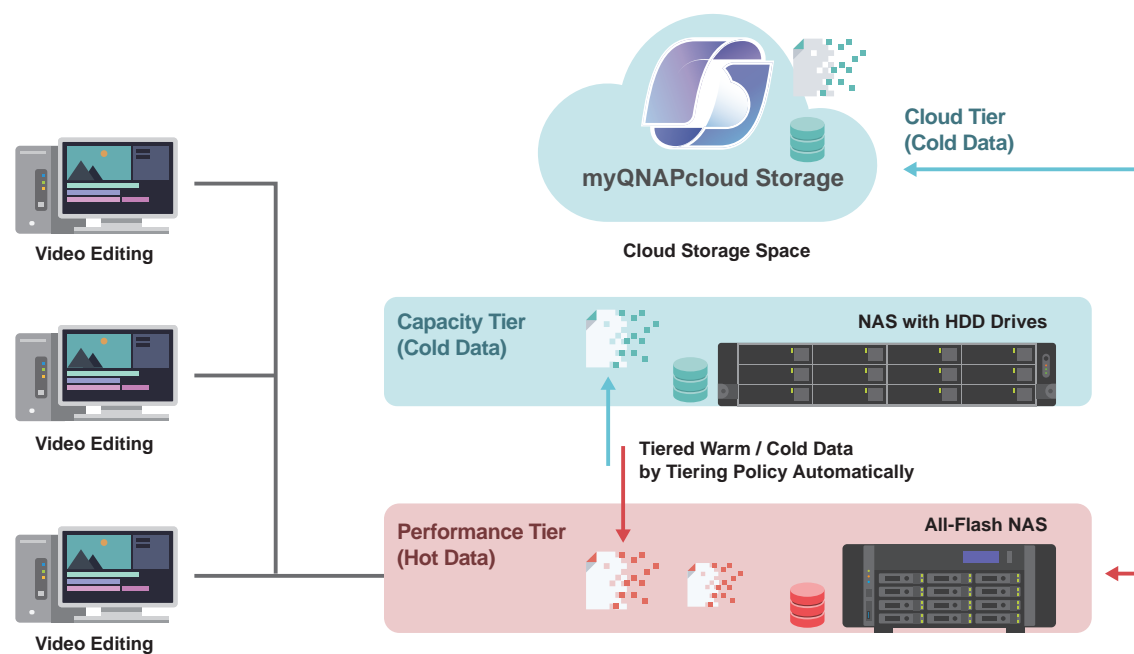 myQNAPcloud Storage
Cloud Storage Space
Cloud Tier
(Cold Data)
Video Editing
Capacity Tier
(Cold Data)
NAS with HDD Drives
Video Editing
Tiered Warm / Cold Data
by Tiering Policy Automatically
Performance Tier
(Hot Data)
All-Flash NAS
Video Editing